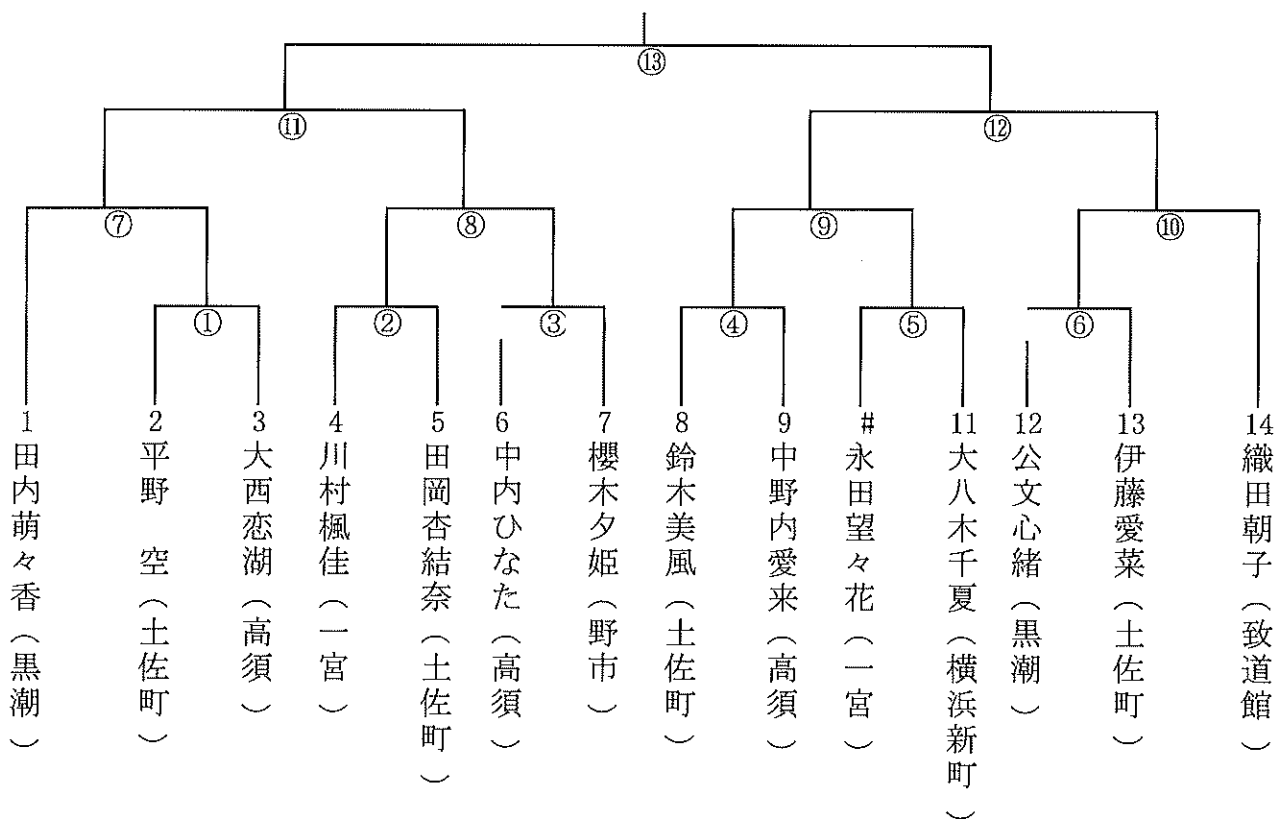 ⑬
⑪
⑫
⑦
⑧
⑨
⑩
①
②
③
④
⑤
⑥
1 田内萌々香（黒潮）
2 平野 空（土佐町）
3 大西恋湖（高須）
4 川村楓佳（一宮）
5 田岡杏結奈（土佐町）
6 中内ひなた（高須）
7 櫻木夕姫（野市）
8 鈴木美風（土佐町）
9 中野内愛来（高須）
# 永田望々花（一宮）
11 大八木千夏（横浜新町）
12 公文心緒（黒潮）
13 伊藤愛菜（土佐町）
14 織田朝子（致道館）